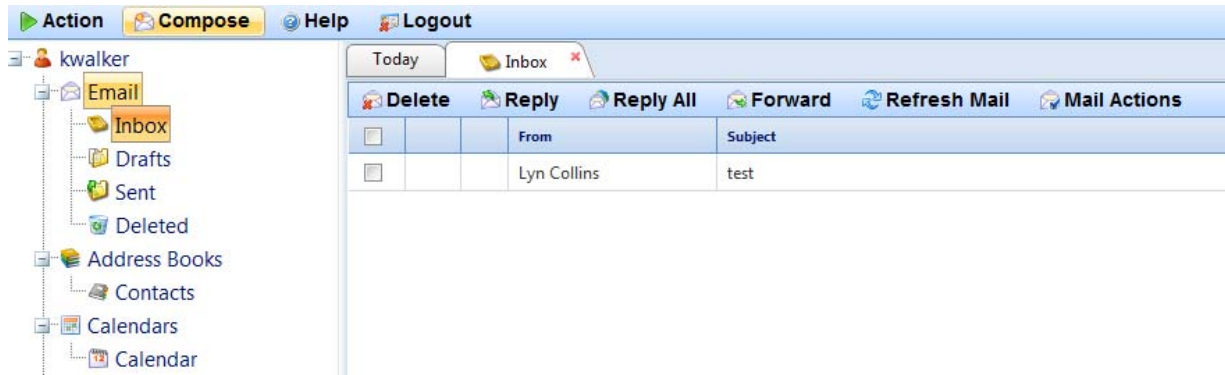 Action Compose Help Logout
kwalker
Email
Inbox
Drafts
Sent
Deleted
Address Books
Contacts
Calendars
12 Calendar
Today Inbox
Delete Reply Reply All Forward Refresh Mail Mail Actions
From Subject
Lyn Collins test